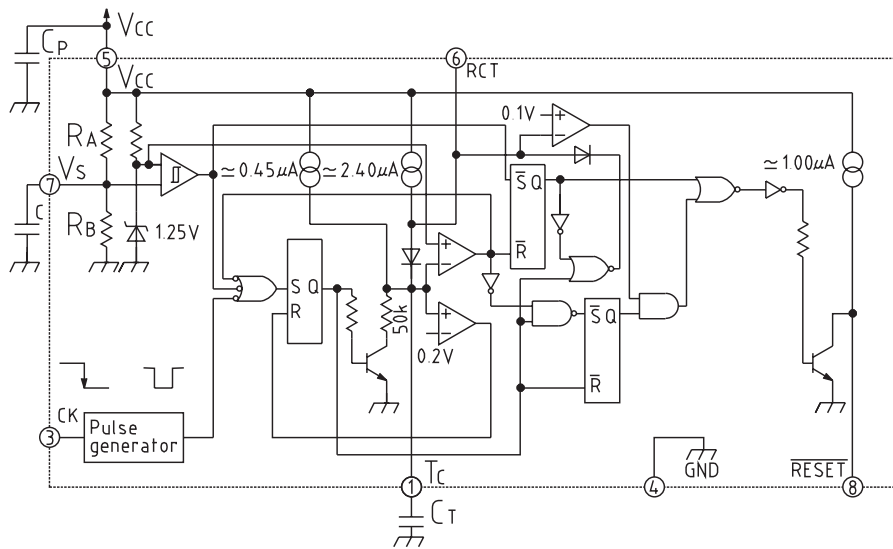 VCC
CP
5
6
VCC
RCT
0.1V
RA
VS
≃0.45μA
≃2.40μA
S̅ Q
≃1.00μA
7
C
RB
1.25V
R̅
S Q
R
50k
S̅ Q
0.2V
R̅
CK
3
Pulse
generator
TC
GND
R̅E̅S̅E̅T̅
1
4
8
CT